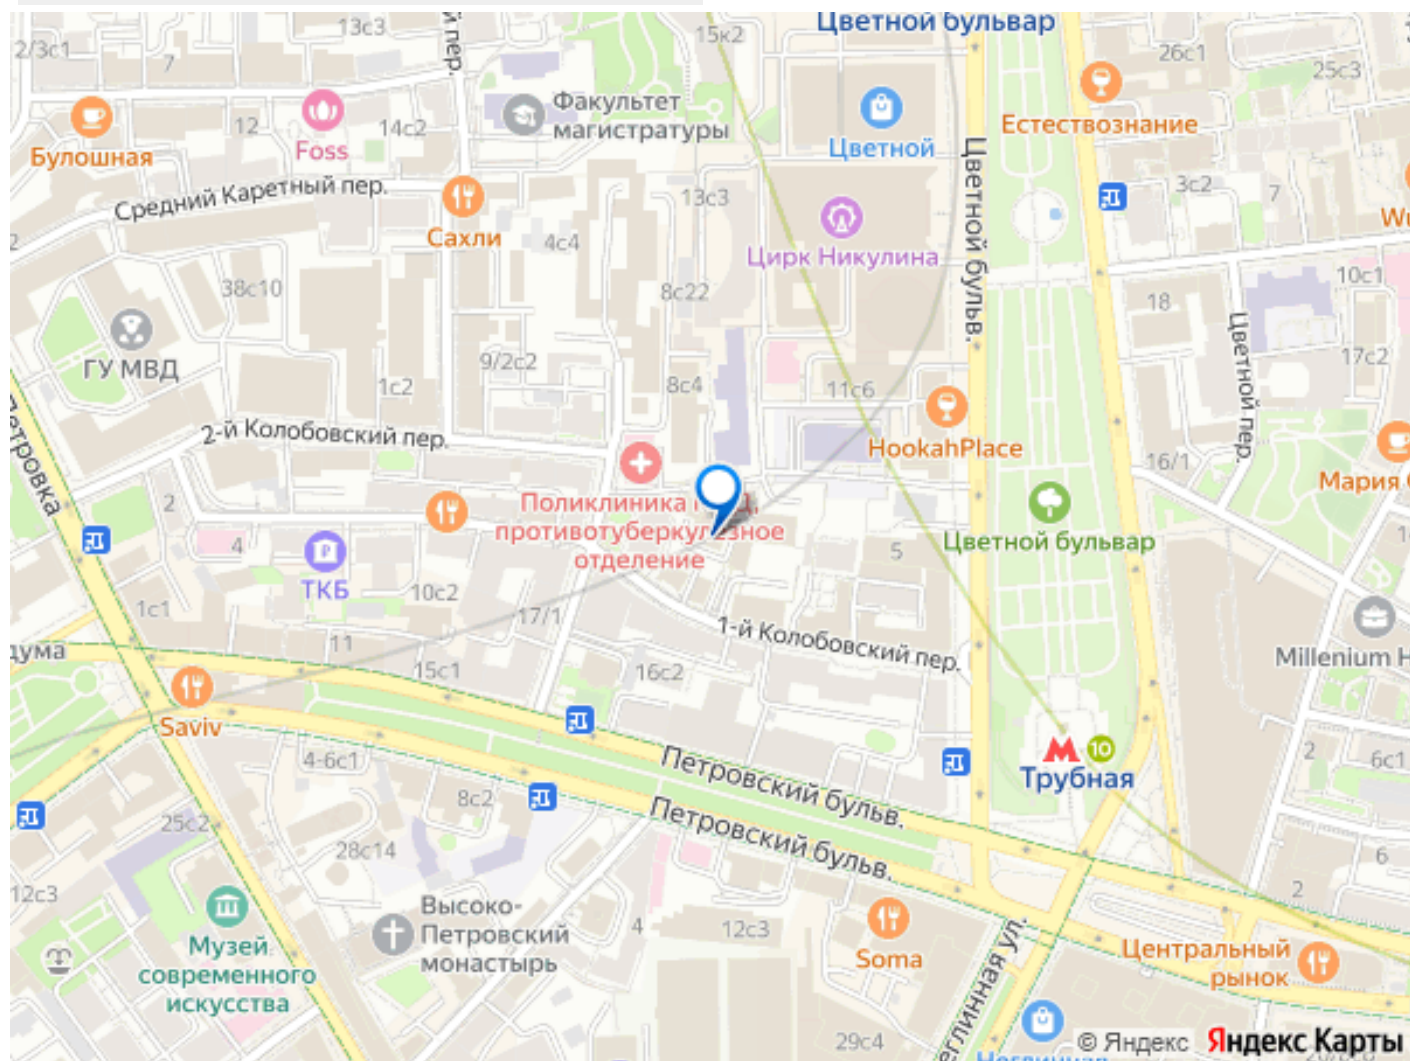 Цветной бульвар
13с3
15к2
пер.
2/3с1
7
26с1
25с3
Булошная
12
Foss
14с2
Факультет
магистратуры
Цветной
Естествознание
Средний Каретный пер.
Сахли
4с4
13с3
Цирк Никулина
Цветной бульв.
3с2
7
38с10
8с22
18
10с1
ГУ МВД
9/2с2
1с2
8с4
11с6
Цветной пер.
17с2
2-й Колобовский пер.
HookahPlace
16/1
2
Поликлиника
противотуберкулезное
отделение
4
ТКБ
10с2
5
Цветной бульвар
1с1
17/1
11
15с1
16с2
1-й Колобовский пер.
Saviv
Millenium
4-6с1
Петровский бульв.
10
Трубная
2
6с1
8с2
25с2
28с14
Петровский бульв.
12с3
6
2
Музей
современного
искусства
Высоко-
Петровский
монастырь
4
12с3
Soma
Центральный
рынок
29с4
© Яндекс Яндекс Карты